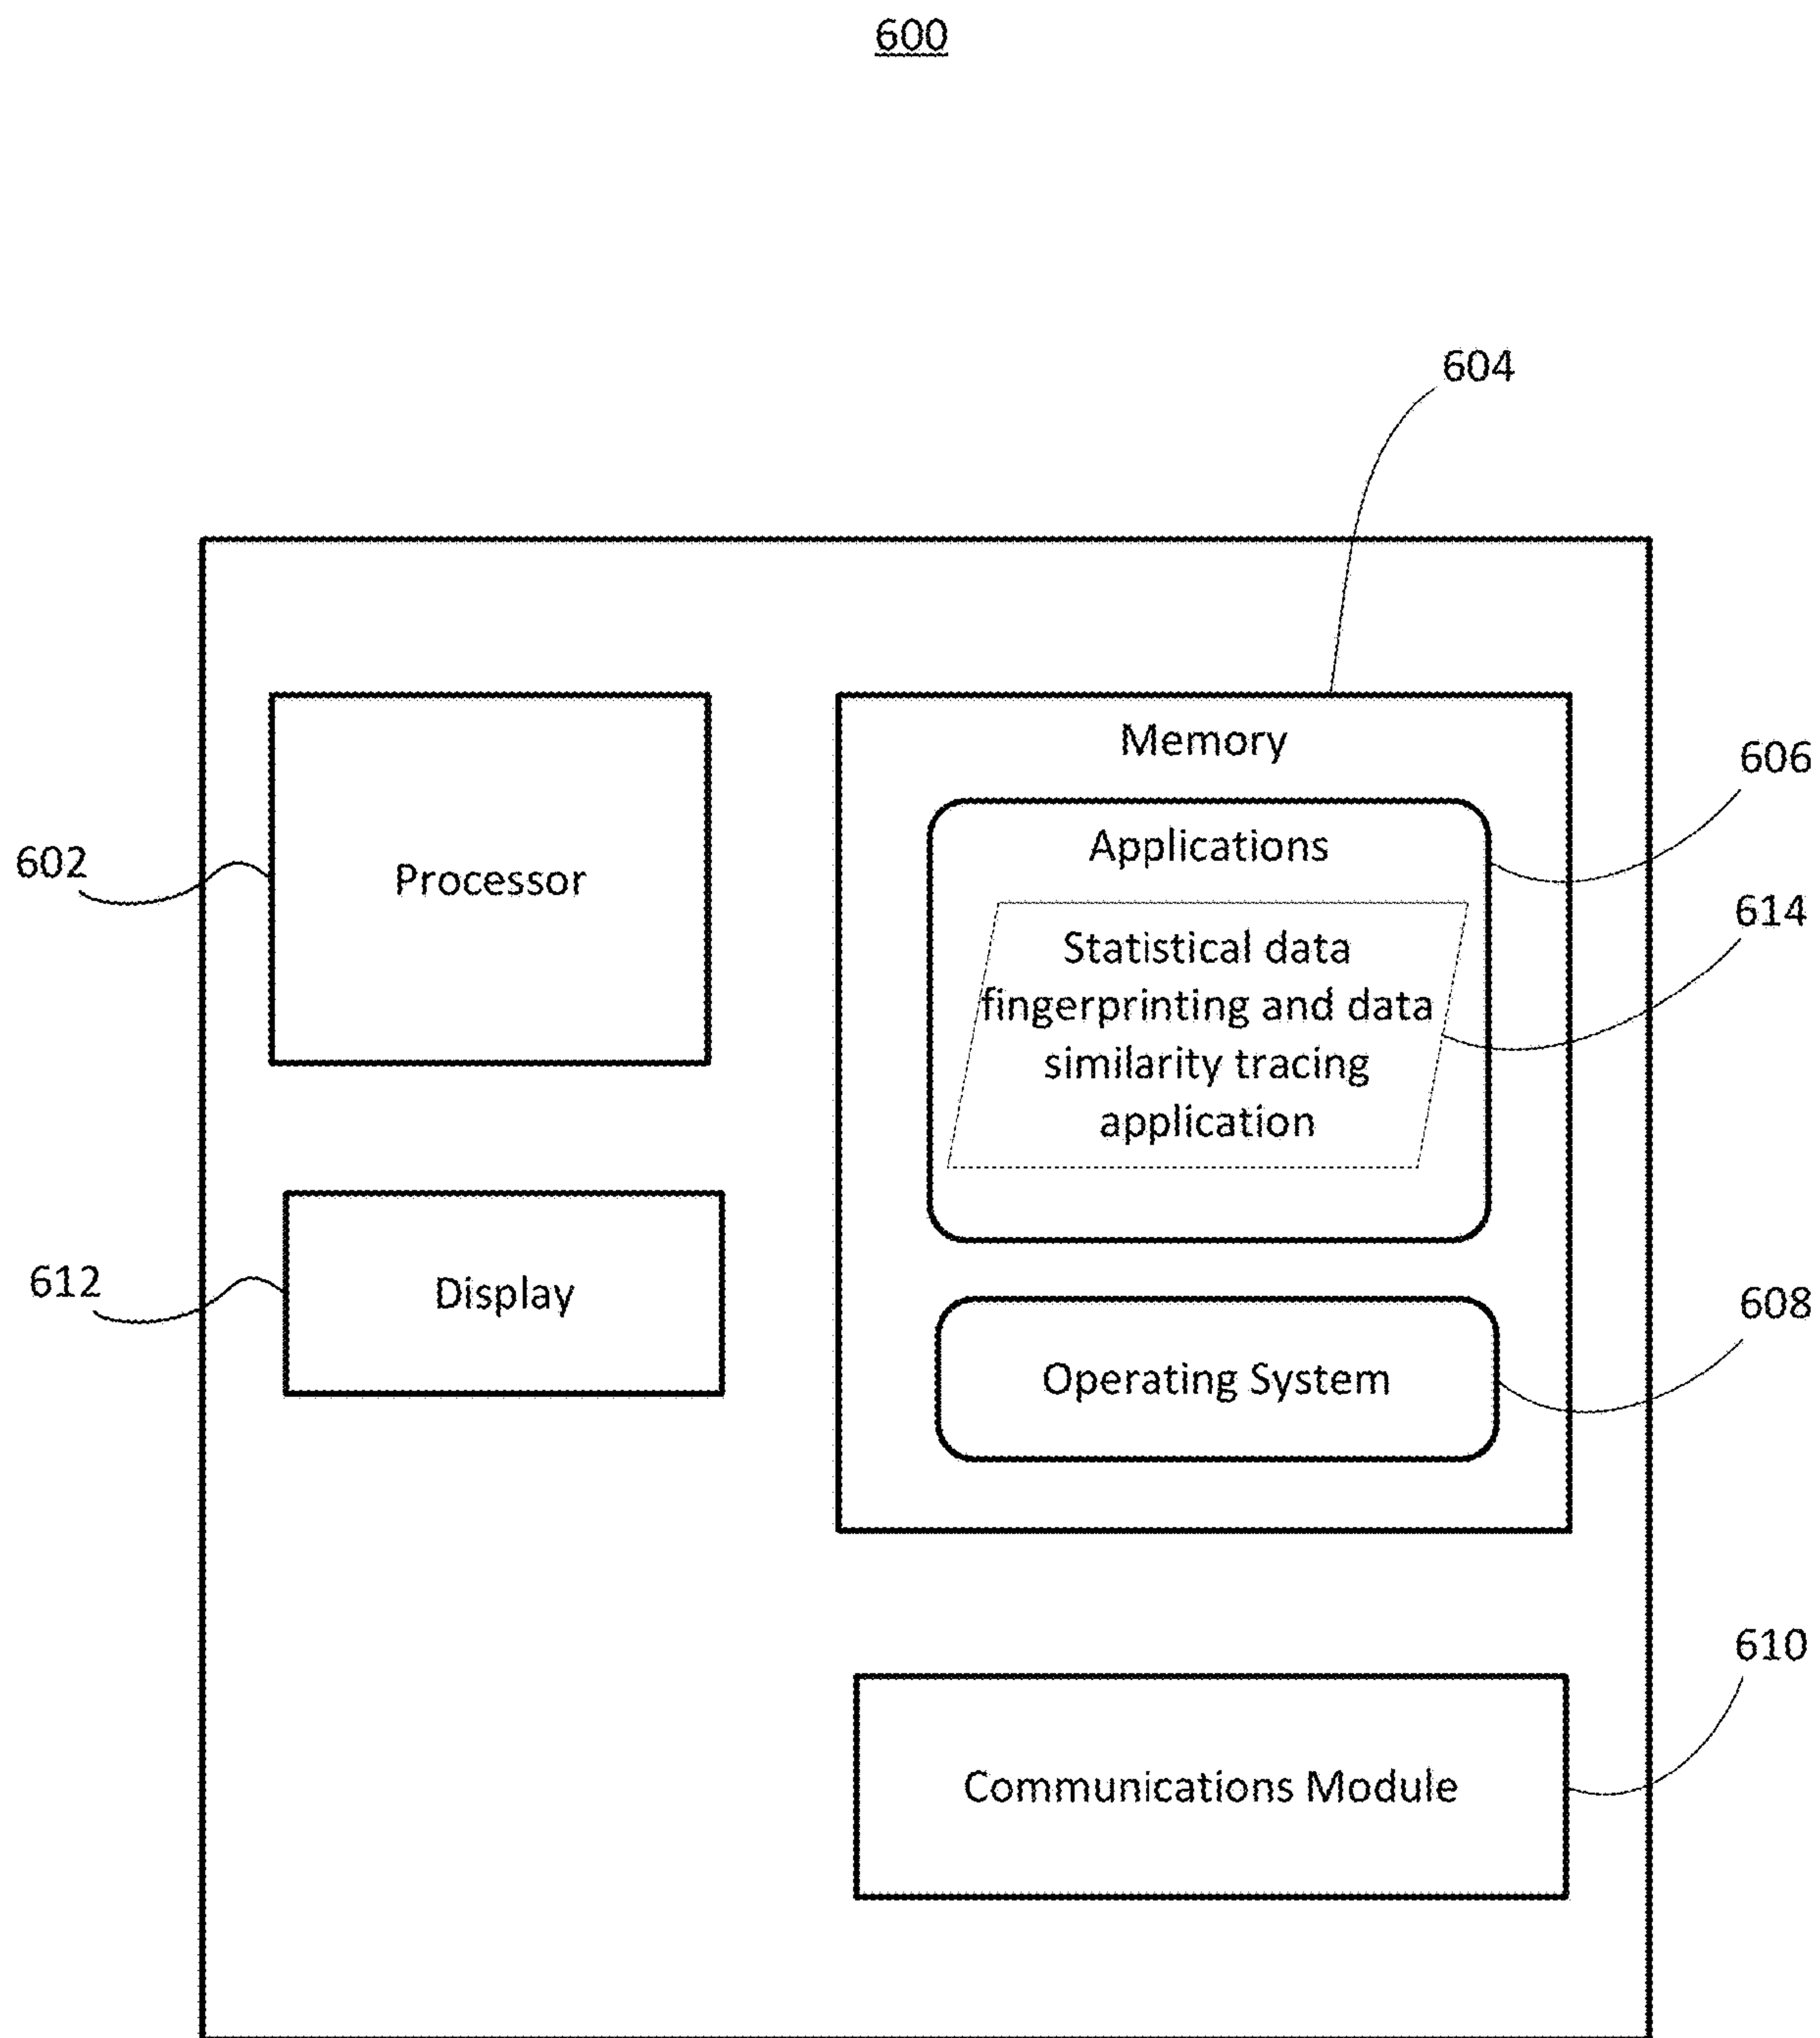 600
604
Memory
606
Applications
602
Processor
614
Statistical data
fingerprinting and data
similarity tracing
application
612
Display
608
Operating System
610
Communications Module